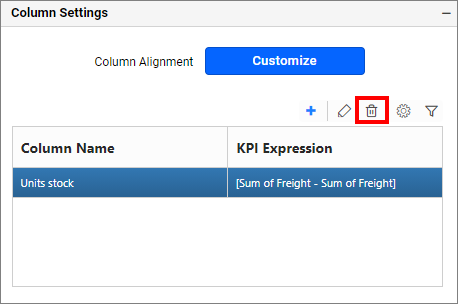 Column Settings
Column Alignment Customize
Column Name KPI Expression
Units stock [Sum of Freight - Sum of Freight]